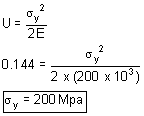 U = σy² / 2E
0.144 = σy² / 2 x (200 x 10³)
σy = 200 Mpa